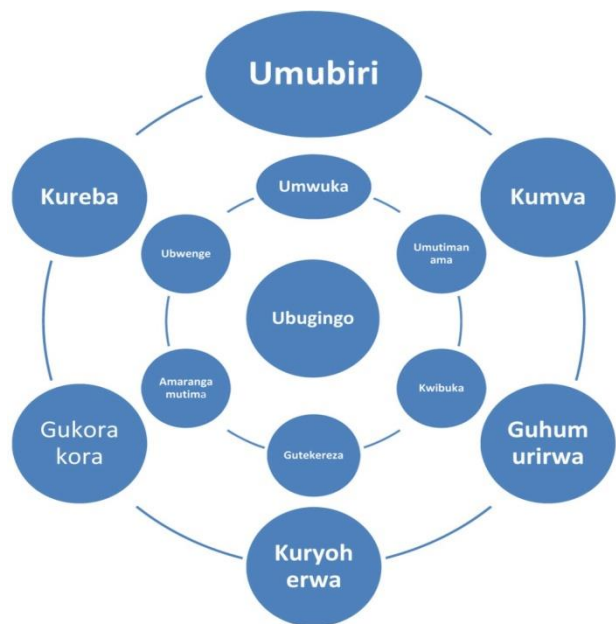 Umubiri
Kureba
Kumva
Umwuka
Ubwenge
Umutiman
ama
Ubugingo
Amaranga
mutima
Kwibuka
Gukora
kora
Guhum
urirwa
Gutekereza
Kuryoh
erwa